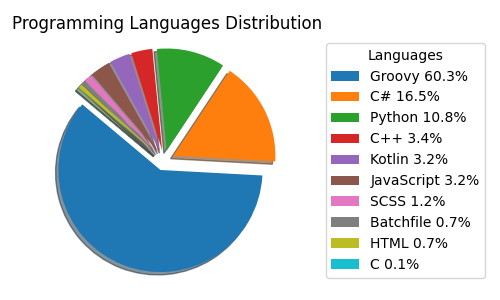 Programming Languages Distribution
Languages
Groovy 60.3%
C# 16.5%
Python 10.8%
C++ 3.4%
Kotlin 3.2%
JavaScript 3.2%
SCSS 1.2%
Batchfile 0.7%
HTML 0.7%
C 0.1%